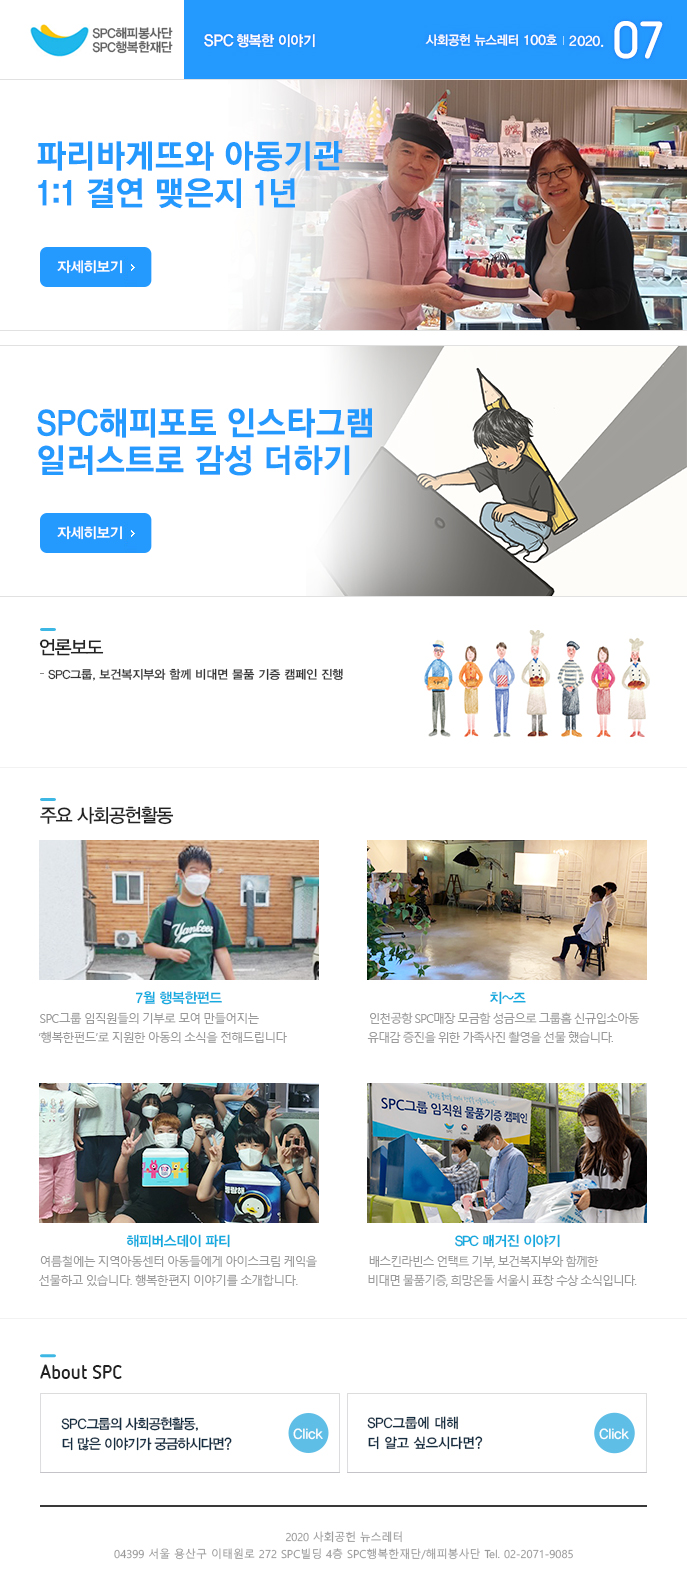 SPC해피봉사단
SPC행복한재단
SPC 행복한 이야기
사회공헌 뉴스레터 100호 | 2020. 07
파리바게뜨와 아동기관
1:1 결연 맺은지 1년
자세히보기 >
SPC해피포토 인스타그램
일러스트로 감성 더하기
자세히보기 >
언론보도
- SPC그룹, 보건복지부와 함께 비대면 물품 기증 캠페인 진행
주요 사회공헌활동
Yankees
7월 행복한펀드
SPC그룹 임직원들의 기부로 모여 만들어지는
'행복한펀드'로 지원한 아동의 소식을 전해드립니다
치~즈
인천공항 SPC매장 모금함 성금으로 그룹홈 신규입소아동
유대감 증진을 위한 가족사진 촬영을 선물 했습니다.
SPC그룹 임직원 물품기증 캠페인
해피버스데이 파티
여름철에는 지역아동센터 아동들에게 아이스크림 케익을
선물하고 있습니다. 행복한편지 이야기를 소개합니다.
SPC 매거진 이야기
배스킨라빈스 언택트 기부, 보건복지부와 함께한
비대면 물품기증, 희망온돌 서울시 표창 수상 소식입니다.
About SPC
SPC그룹의 사회공헌활동,
더 많은 이야기가 궁금하시다면?
Click
SPC그룹에 대해
더 알고 싶으시다면?
Click
2020 사회공헌 뉴스레터
04399 서울 용산구 이태원로 272 SPC빌딩 4층 SPC행복한재단/해피봉사단 Tel. 02-2071-9085